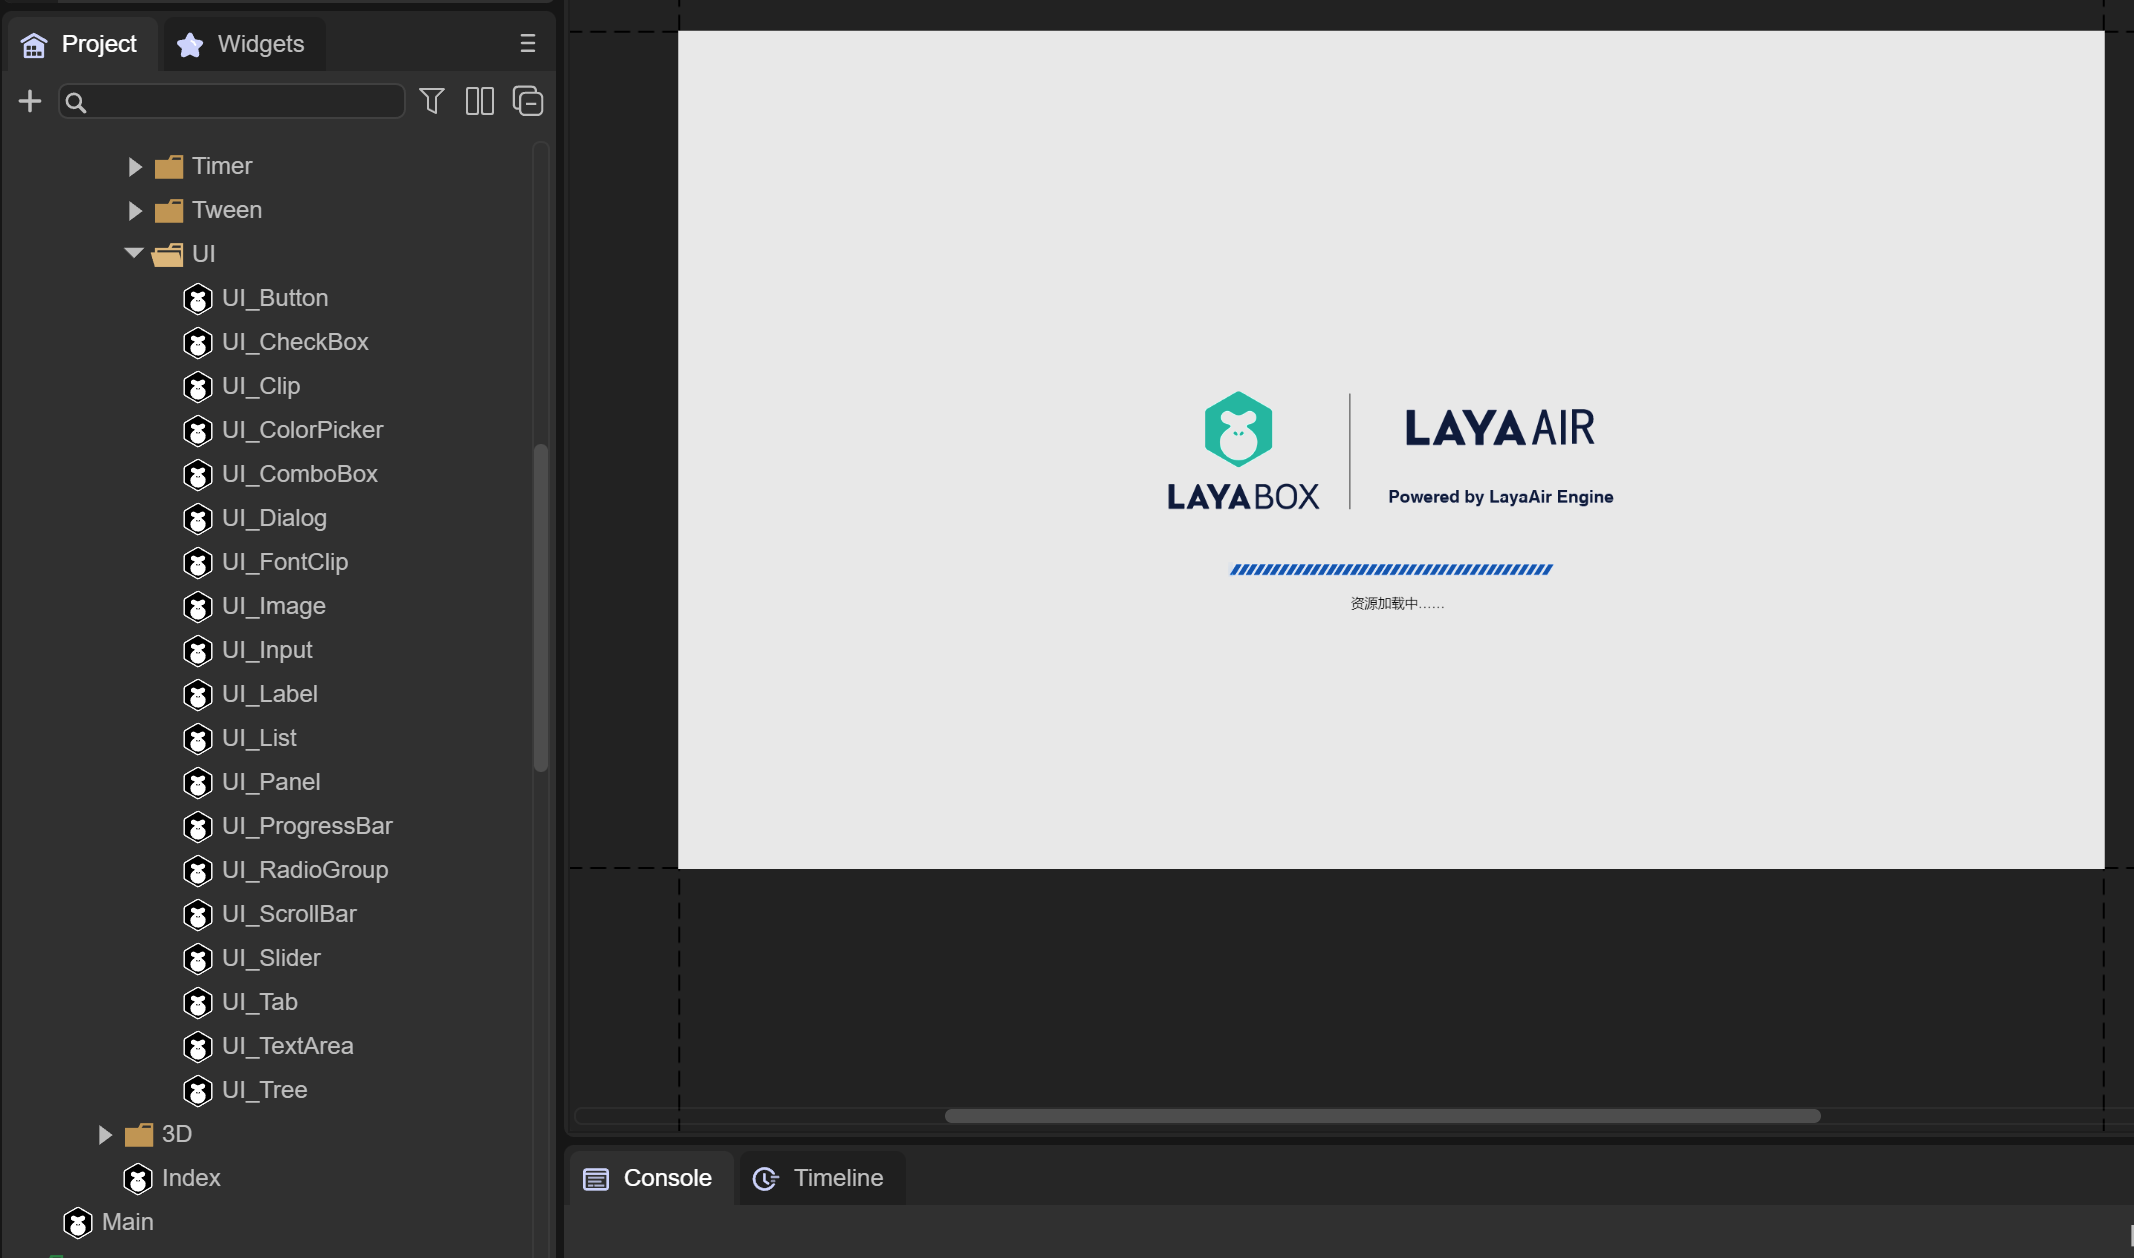 Project
Widgets
Timer
Tween
UI
UI_Button
UI_CheckBox
UI_Clip
UI_ColorPicker
UI_ComboBox
UI_Dialog
UI_FontClip
UI_Image
UI_Input
UI_Label
UI_List
UI_Panel
UI_ProgressBar
UI_RadioGroup
UI_ScrollBar
UI_Slider
UI_Tab
UI_TextArea
UI_Tree
3D
Index
Main
LAYABOX
LAYAAIR
Powered by LayaAir Engine
资源加载中......
Console
Timeline